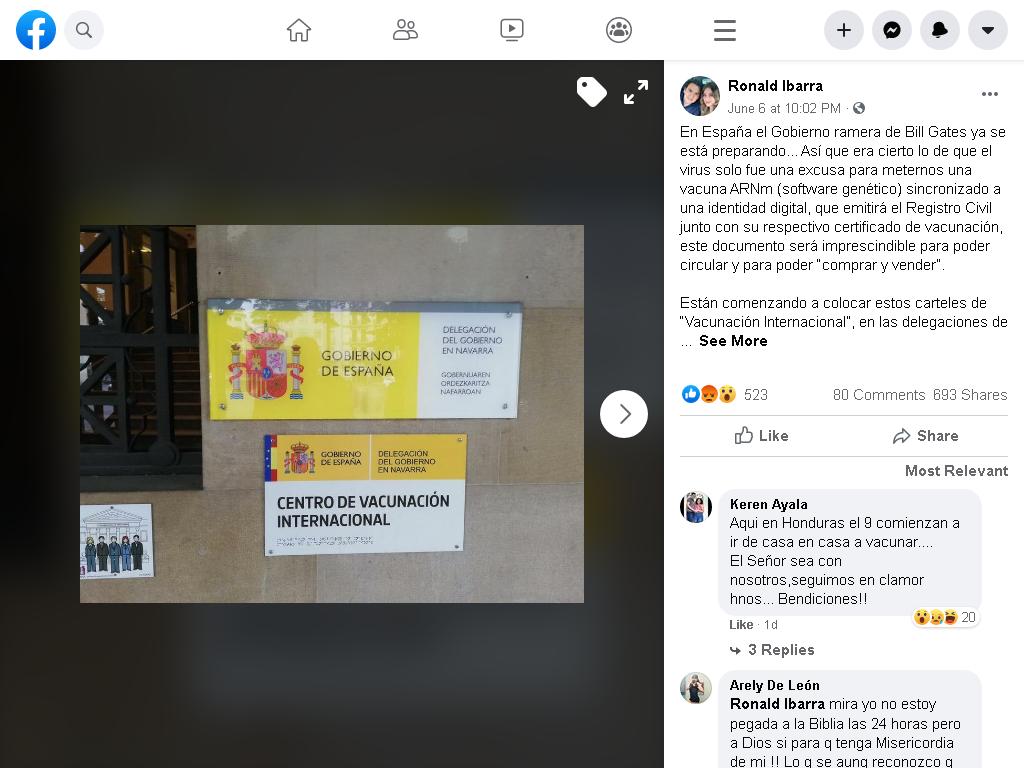 GOBIERNO
DE ESPAÑA
DELEGACIÓN
DEL GOBIERNO
EN NAVARRA
GOBERNUAREN
ORDEZKARITZA
NAFARROAN
GOBIERNO
DE ESPAÑA
DELEGACIÓN
DEL GOBIERNO
EN NAVARRA
CENTRO DE VACUNACIÓN
INTERNACIONAL
Ronald Ibarra
June 6 at 10:02 PM ·
En España el Gobierno ramera de Bill Gates ya se
está preparando... Así que era cierto lo de que el
virus solo fue una excusa para meternos una
vacuna ARNm (software genético) sincronizado a
una identidad digital, que emitirá el Registro Civil
junto con su respectivo certificado de vacunación,
este documento será imprescindible para poder
circular y para poder “comprar y vender”.
Están comenzando a colocar estos carteles de
“Vacunación Internacional”, en las delegaciones de
... See More
523
80 Comments 693 Shares
Like
Share
Most Relevant
Keren Ayala
Aqui en Honduras el 9 comienzan a
ir de casa en casa a vacunar....
El Señor sea con
nosotros,seguimos en clamor
hnos... Bendiciones!!
20
Like · 1d
3 Replies
Arely De León
Ronald Ibarra mira yo no estoy
pegada a la Biblia las 24 horas pero
a Dios si para q tenga Misericordia
de mi !! Lo q se aunq reconozco q